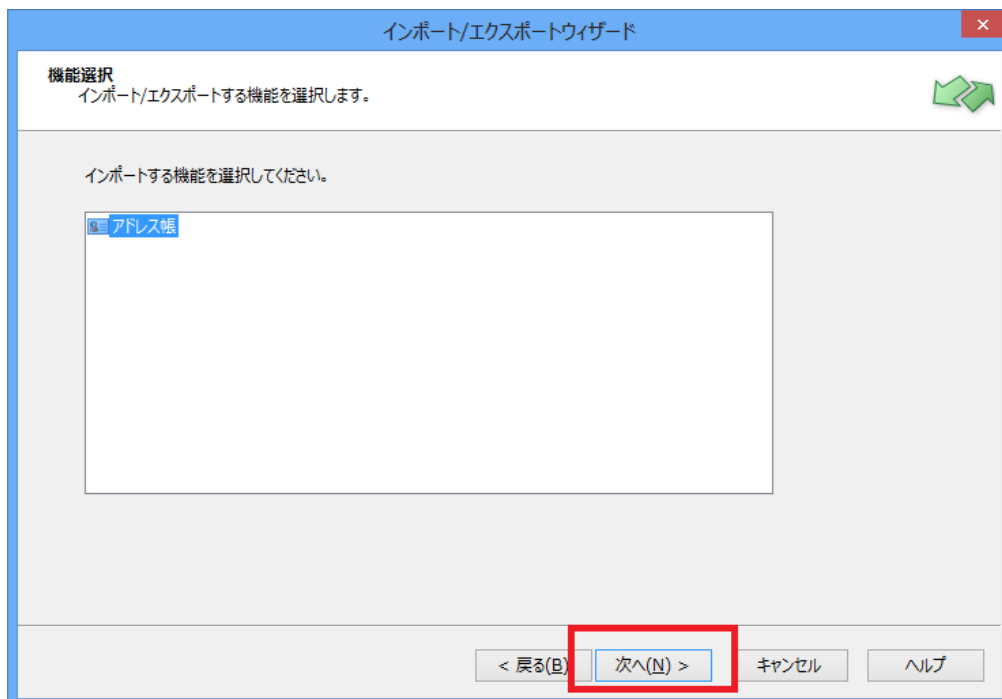 インポート/エクスポートウィザード
機能選択
インポート/エクスポートする機能を選択します。
インポートする機能を選択してください。
アドレス帳
< 戻る(B)
次へ(N) >
キャンセル
ヘルプ